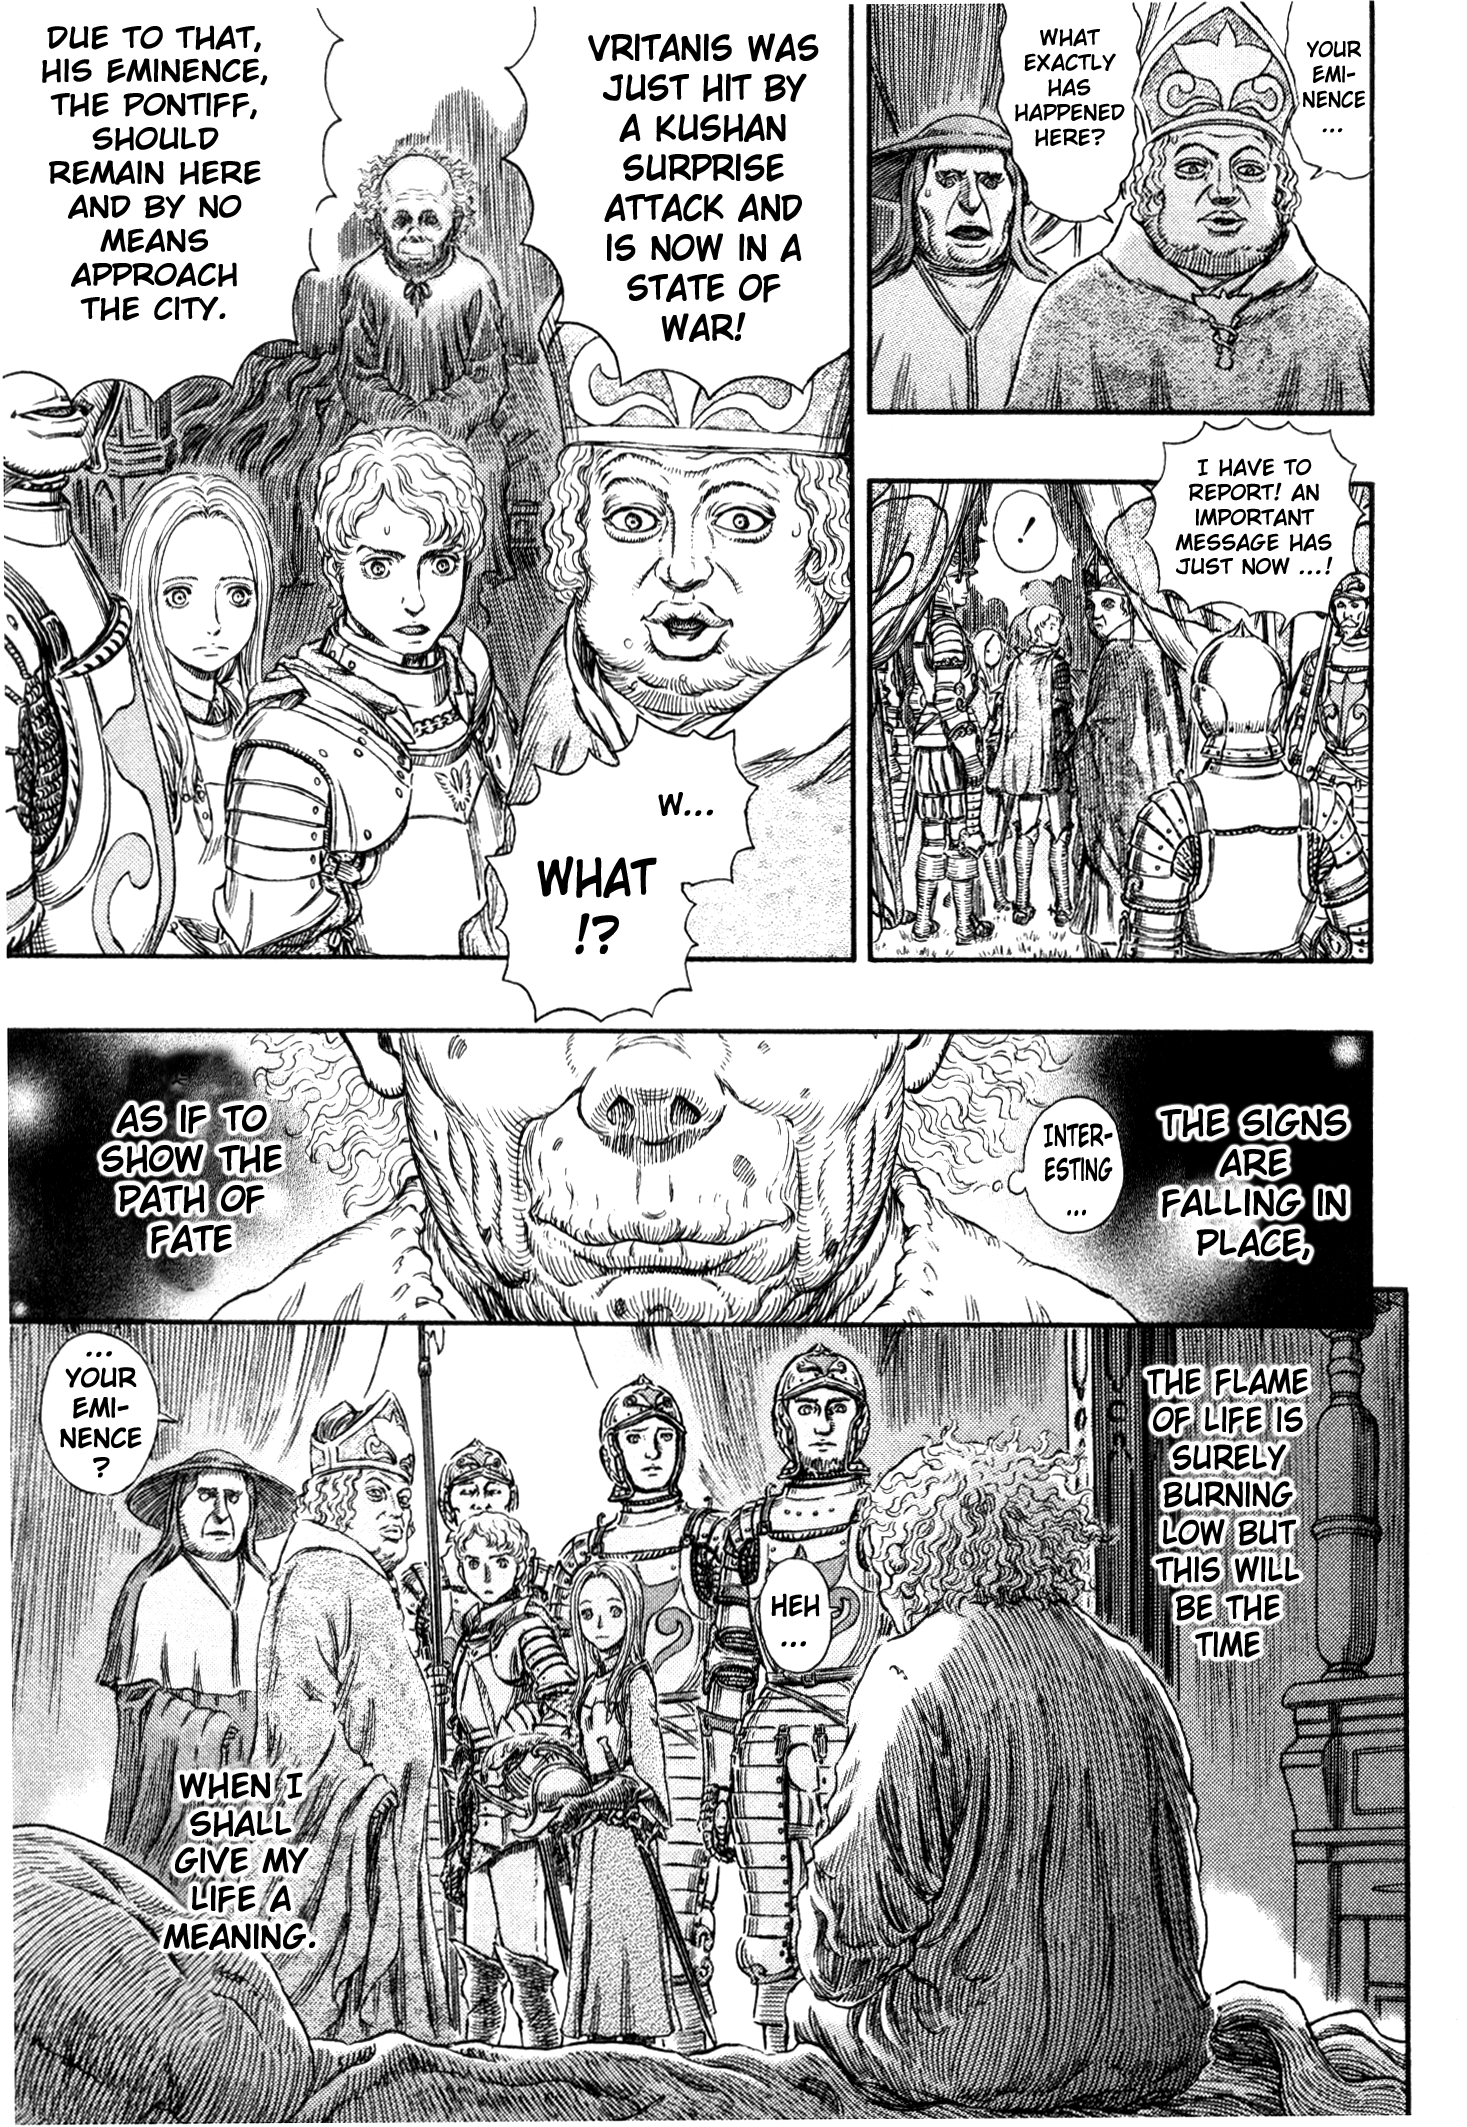 YOUR
EMI-
NENCE
...
WHAT
EXACTLY
HAS
HAPPENED
HERE?
I HAVE TO
REPORT! AN
IMPORTANT
MESSAGE HAS
JUST NOW ...!
!
VRITANIS WAS
JUST HIT BY
A KUSHAN
SURPRISE
ATTACK AND
IS NOW IN A
STATE OF
WAR!
DUE TO THAT,
HIS EMINENCE,
THE PONTIFF,
SHOULD
REMAIN HERE
AND BY NO
MEANS
APPROACH
THE CITY.
W...
WHAT
!?
THE SIGNS
ARE
FALLING IN
PLACE,
INTER-
ESTING
...
AS IF TO
SHOW THE
PATH OF
FATE
THE FLAME
OF LIFE IS
SURELY
BURNING
LOW BUT
THIS WILL
BE THE
TIME
HEH
...
...
YOUR
EMI-
NENCE
?
WHEN I
SHALL
GIVE MY
LIFE A
MEANING.